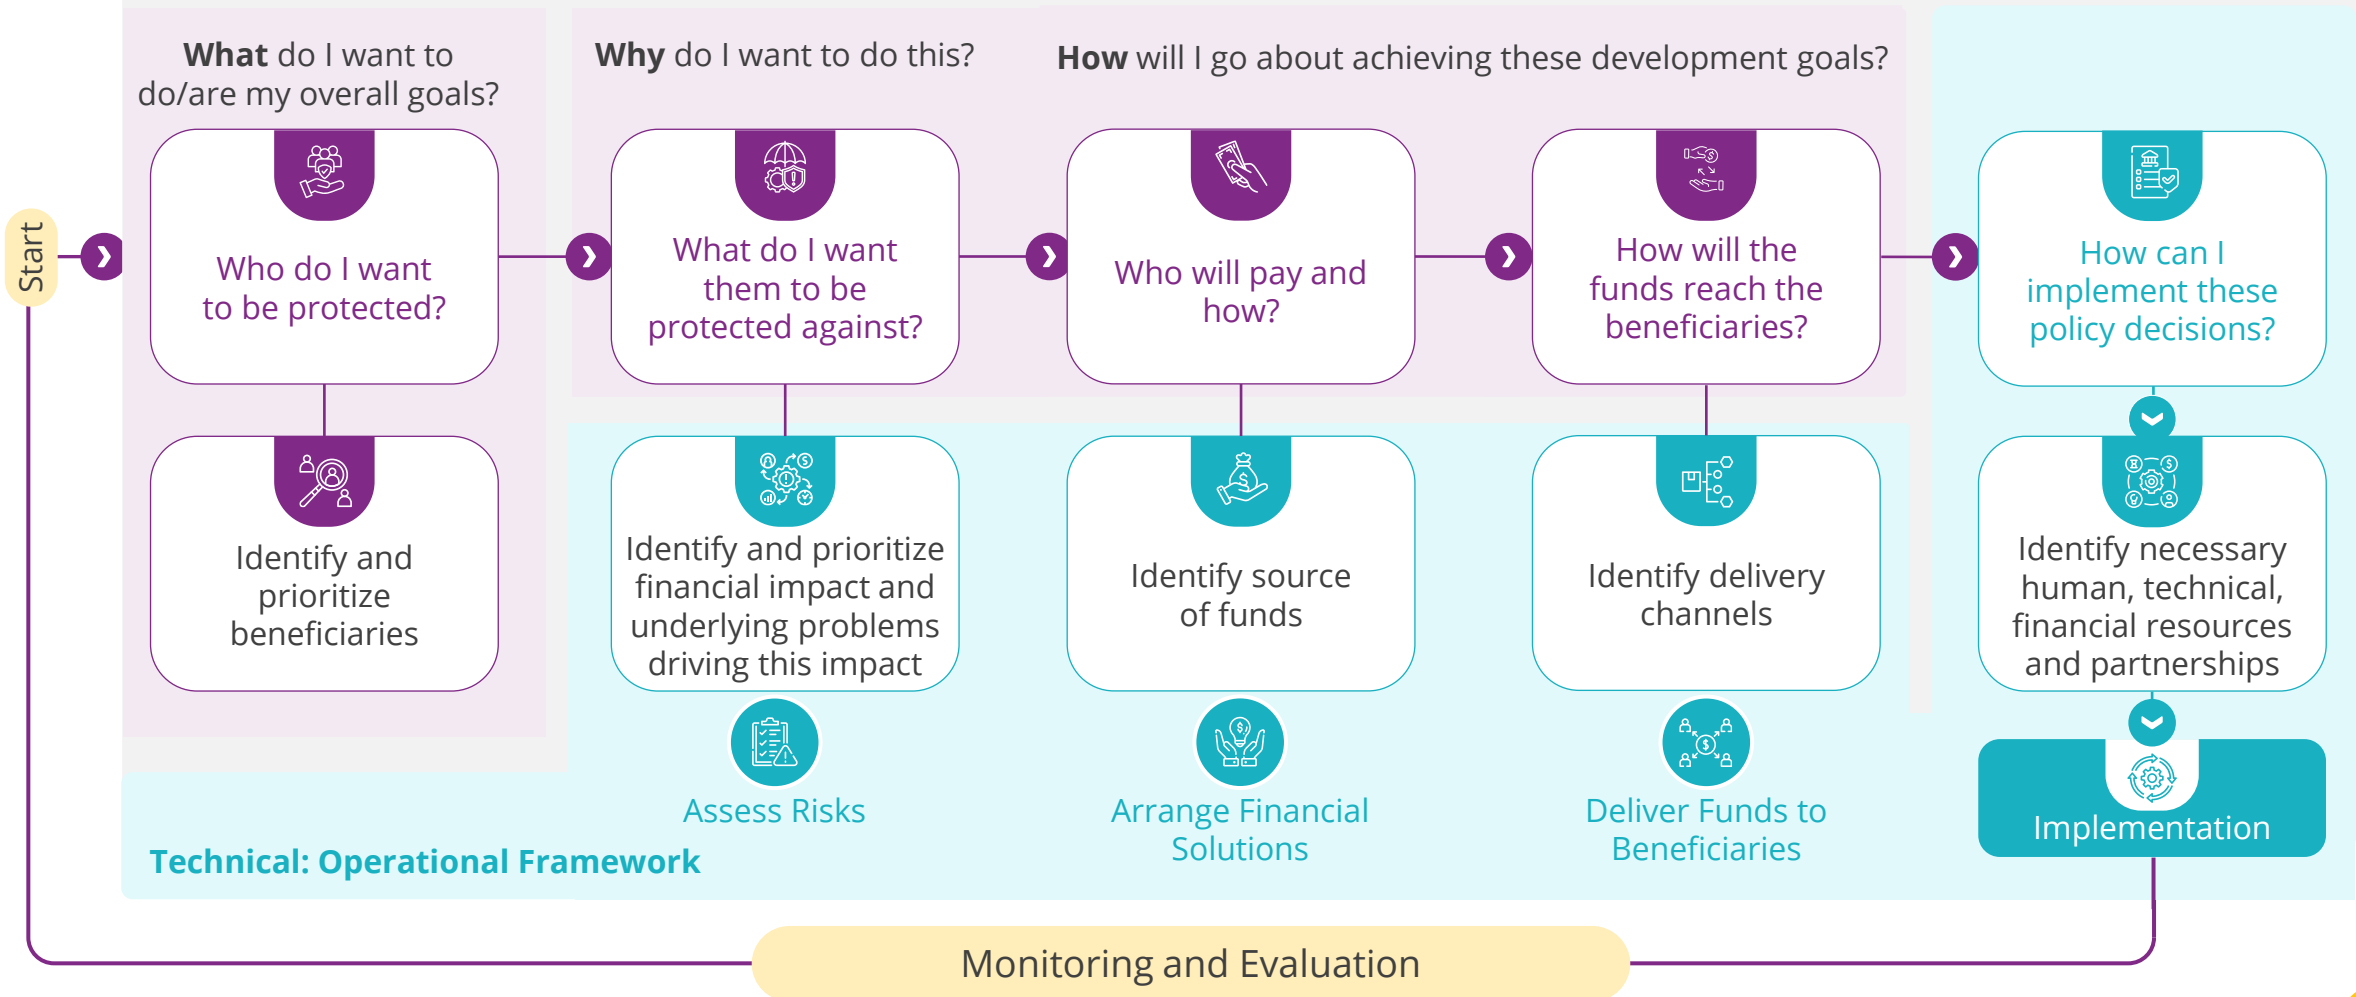 What do I want to
do/are my overall goals?
Why do I want to do this?
How will I go about achieving these development goals?
Start
Who do I want
to be protected?
What do I want
them to be
protected against?
Who will pay and
how?
How will the
funds reach the
beneficiaries?
How can I
implement these
policy decisions?
Identify and
prioritize
beneficiaries
Identify and prioritize
financial impact and
underlying problems
driving this impact
Identify source
of funds
Identify delivery
channels
Identify necessary
human, technical,
financial resources
and partnerships
Assess Risks
Arrange Financial
Solutions
Deliver Funds to
Beneficiaries
Implementation
Technical: Operational Framework
Monitoring and Evaluation